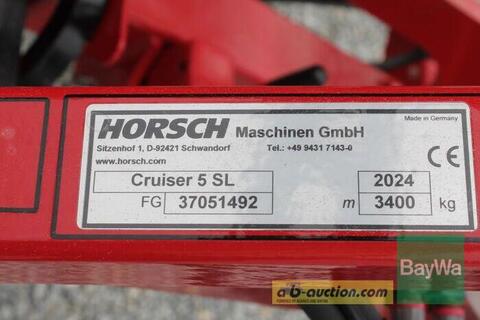 HORSCH Maschinen GmbH
Made in Germany
Sitzenhof 1, D-92421 Schwandorf Tel.: +49 9431 7143-0
www.horsch.com
CE
Cruiser 5 SL 2024
FG 37051492 m 3400 kg
BayWa
ab-auction.com